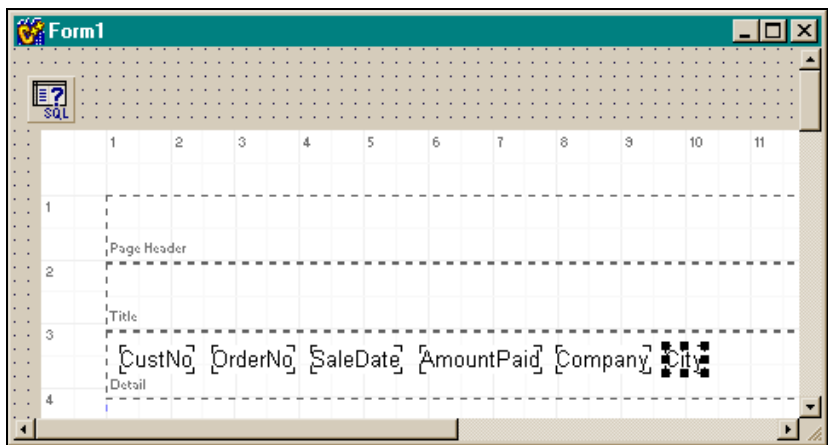 Form1
?
SQL
1 2 3 4 5 6 7 8 9 10 11
1
Page Header
2
Title
3
CustNo OrderNo SaleDate AmountPaid Company City
Detail
4